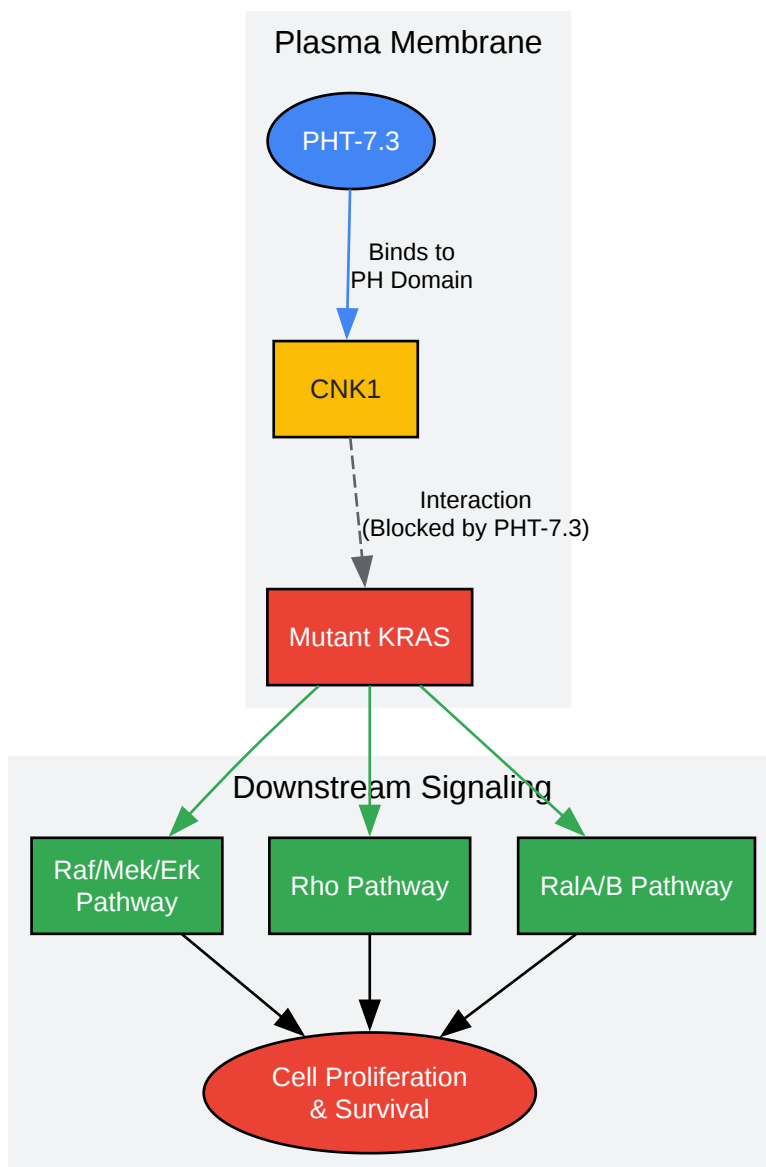 Plasma Membrane
PHT-7.3
Binds to
PH Domain
CNK1
Interaction
(Blocked by PHT-7.3)
Mutant KRAS
Downstream Signaling
Raf/Mek/Erk
Pathway
Rho Pathway
RalA/B Pathway
Cell Proliferation
& Survival